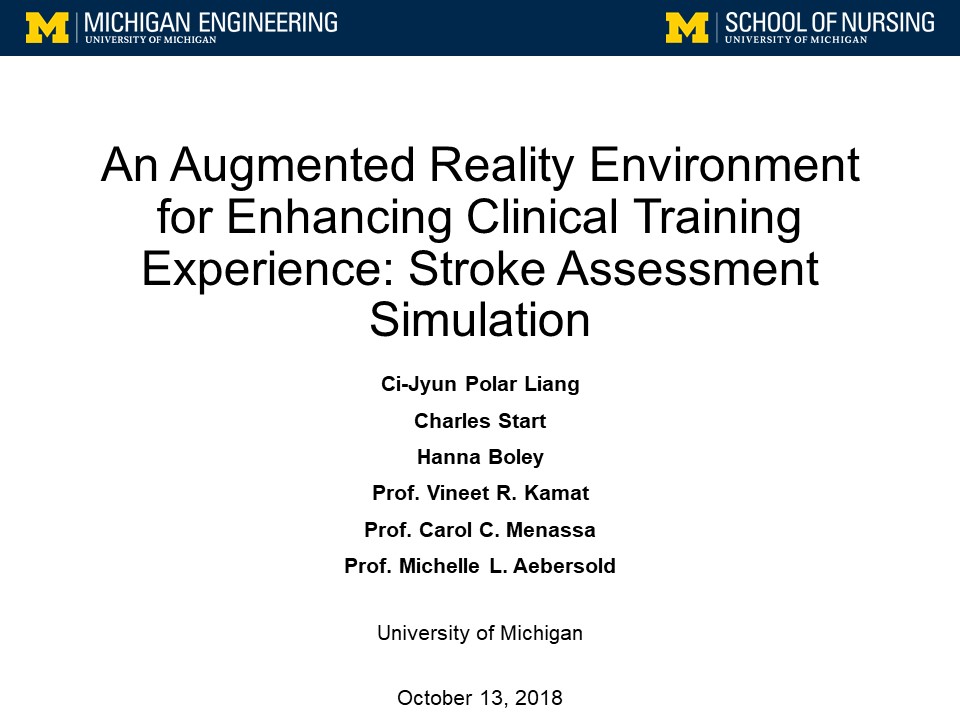 MICHIGAN ENGINEERING
UNIVERSITY OF MICHIGAN
SCHOOL OF NURSING
UNIVERSITY OF MICHIGAN
An Augmented Reality Environment
for Enhancing Clinical Training
Experience: Stroke Assessment
Simulation
Ci-Jyun Polar Liang
Charles Start
Hanna Boley
Prof. Vineet R. Kamat
Prof. Carol C. Menassa
Prof. Michelle L. Aebersold
University of Michigan
October 13, 2018